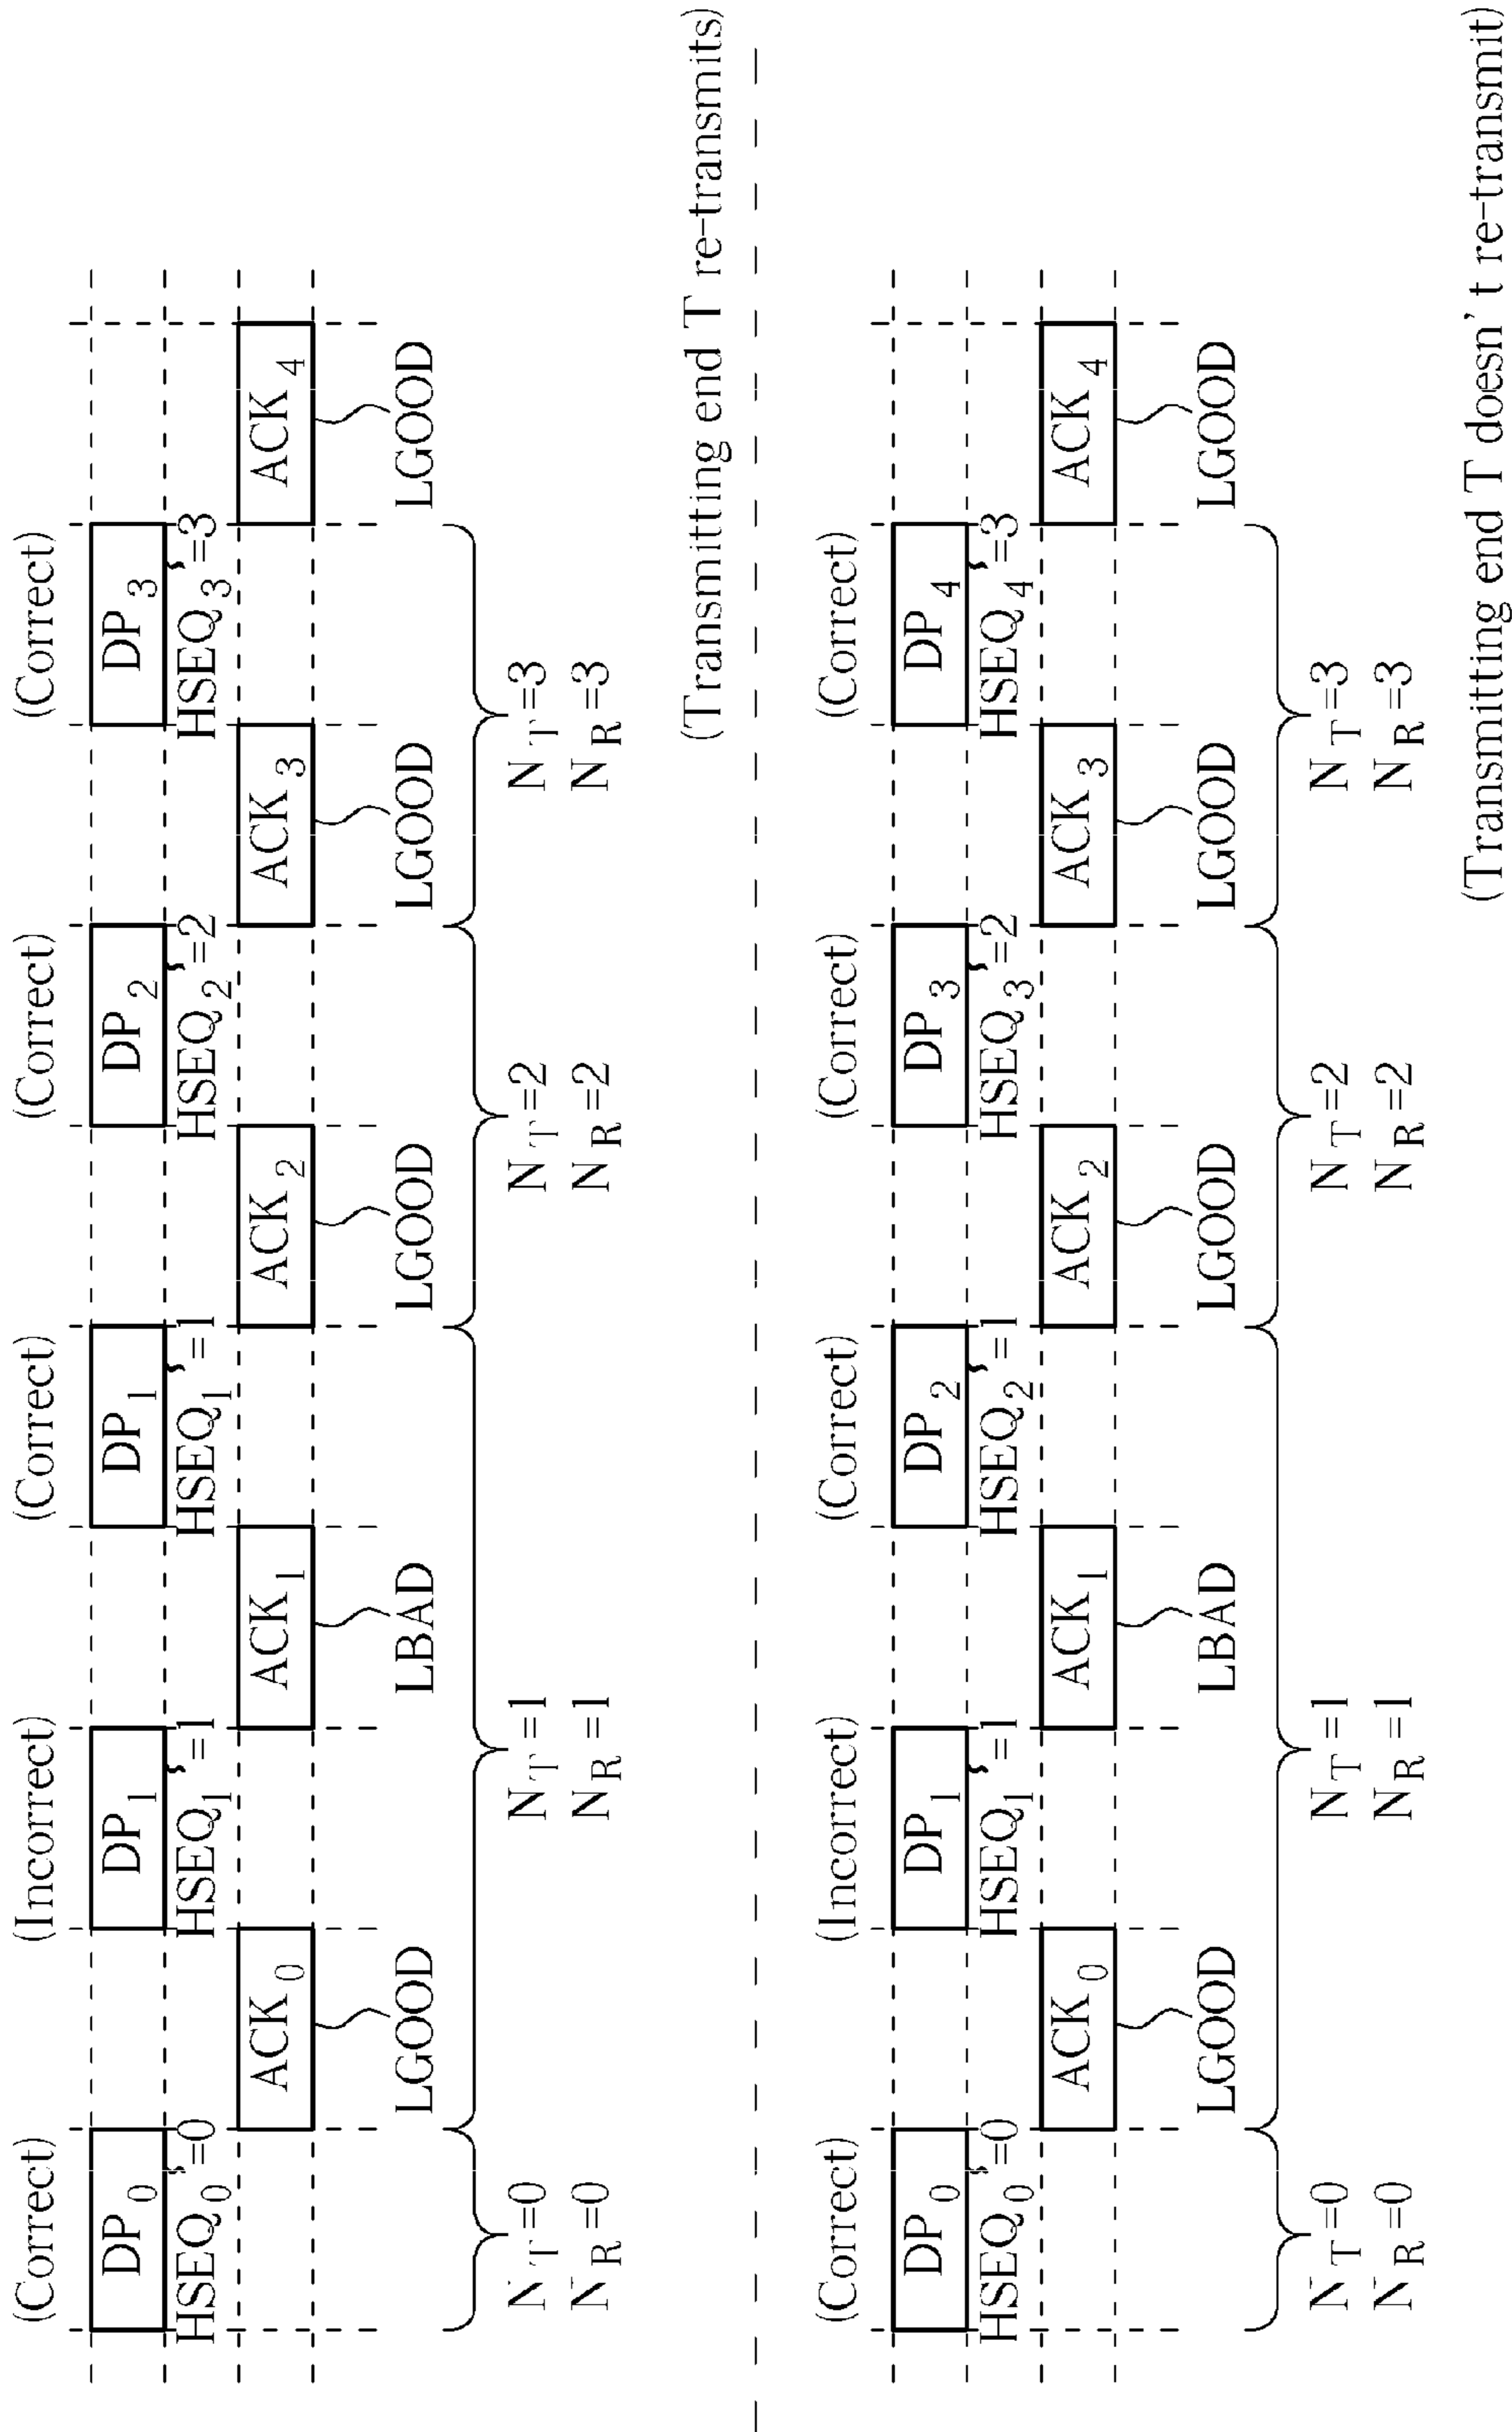 (Correct) (Incorrect) (Correct) (Correct) (Correct)
DP0 DP1 DP1 DP2 DP3
HSEQ0=0 HSEQ1=1 HSEQ1=1 HSEQ2=2 HSEQ3=3
ACK0 ACK1 ACK2 ACK3 ACK4
LGOOD LBAD LGOOD LGOOD LGOOD
NT=0 NT=1 NT=2 NT=3
NR=0 NR=1 NR=2 NR=3
(Transmitting end T re-transmits)
(Correct) (Incorrect) (Correct) (Correct) (Correct)
DP0 DP1 DP2 DP3 DP4
HSEQ0=0 HSEQ1=1 HSEQ2=1 HSEQ3=2 HSEQ4=3
ACK0 ACK1 ACK2 ACK3 ACK4
LGOOD LBAD LGOOD LGOOD LGOOD
NT=0 NT=1 NT=2 NT=3
NR=0 NR=1 NR=2 NR=3
(Transmitting end T doesn't re-transmit)